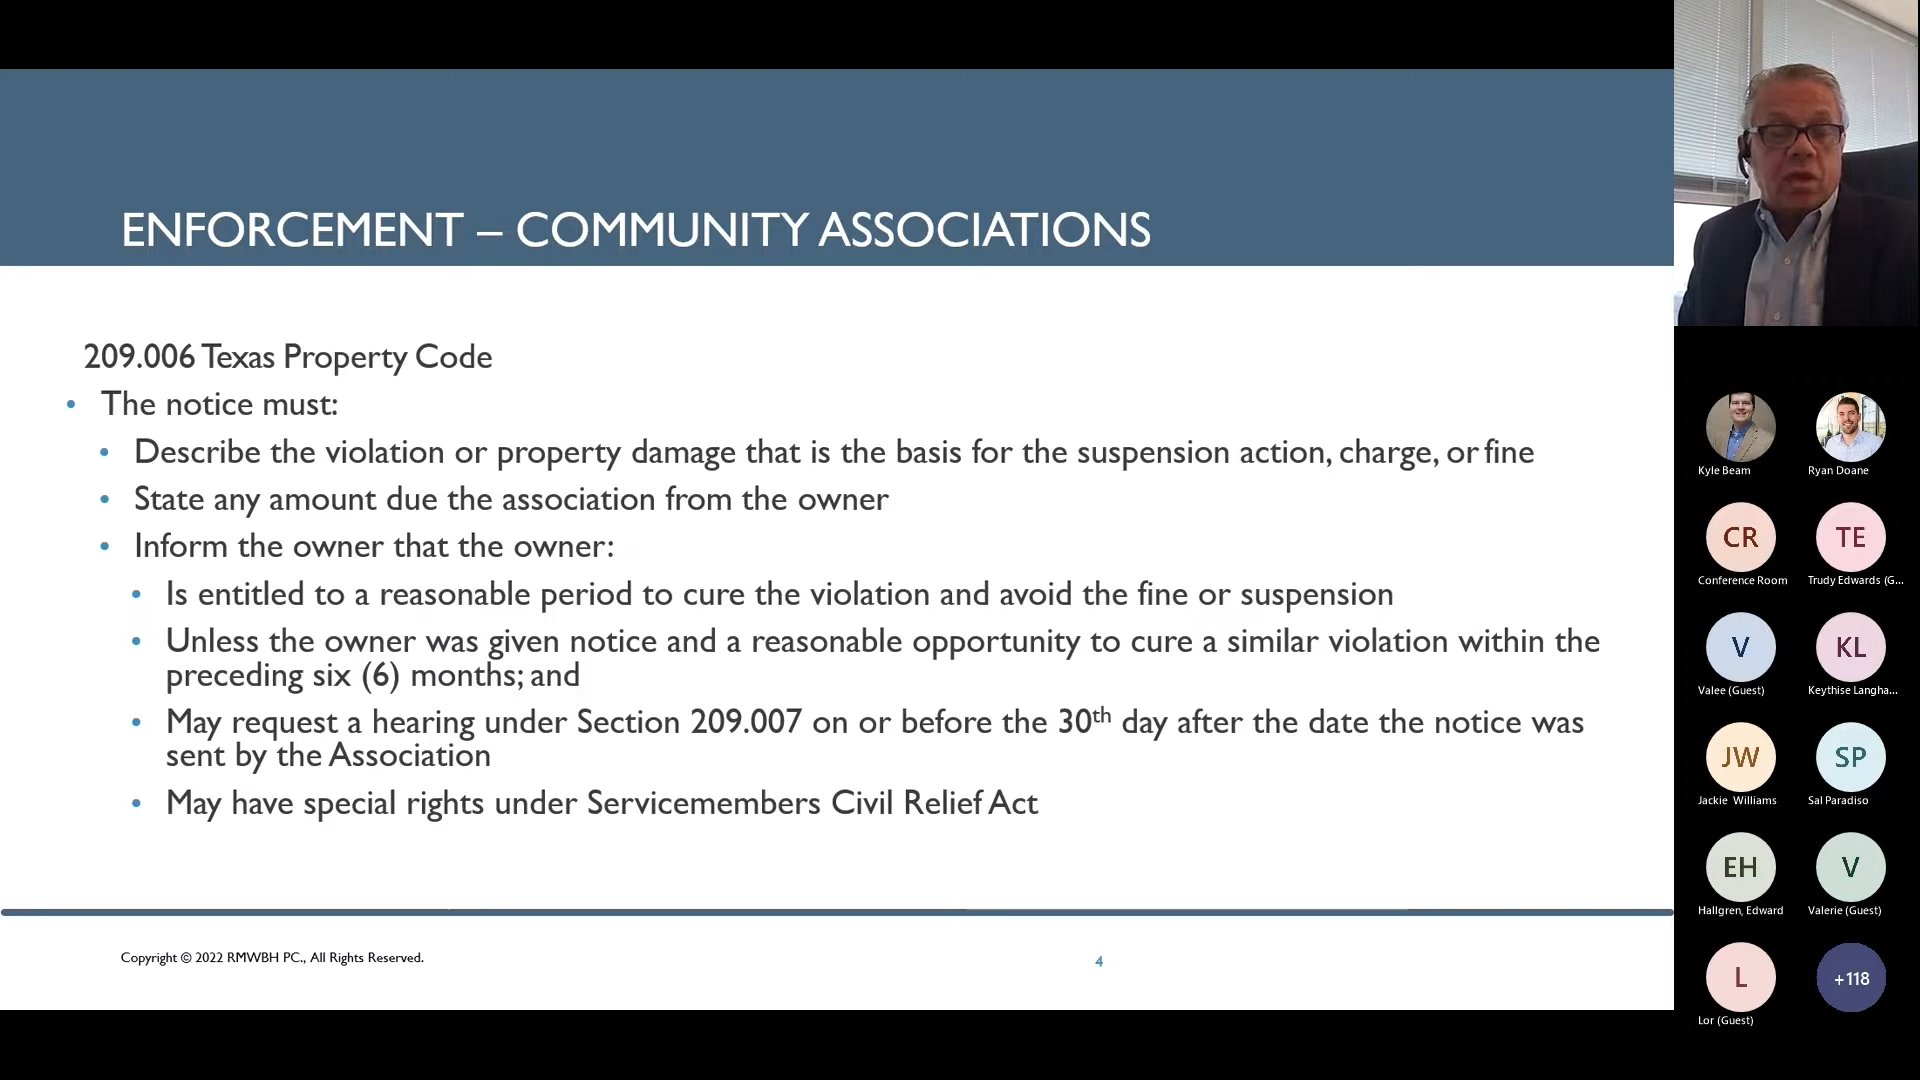 ENFORCEMENT – COMMUNITY ASSOCIATIONS
209.006 Texas Property Code
• The notice must:
• Describe the violation or property damage that is the basis for the suspension action, charge, or fine
• State any amount due the association from the owner
• Inform the owner that the owner:
• Is entitled to a reasonable period to cure the violation and avoid the fine or suspension
• Unless the owner was given notice and a reasonable opportunity to cure a similar violation within the
preceding six (6) months; and
• May request a hearing under Section 209.007 on or before the 30th day after the date the notice was
sent by the Association
• May have special rights under Servicemembers Civil Relief Act
Copyright © 2022 RMWBH PC., All Rights Reserved.
4
Kyle Beam
Ryan Doane
CR
TE
Conference Room
Trudy Edwards (G...
V
KL
Valee (Guest)
Keythise Langha...
JW
SP
Jackie Williams
Sal Paradiso
EH
V
Hallgren, Edward
Valerie (Guest)
L
+118
Lor (Guest)